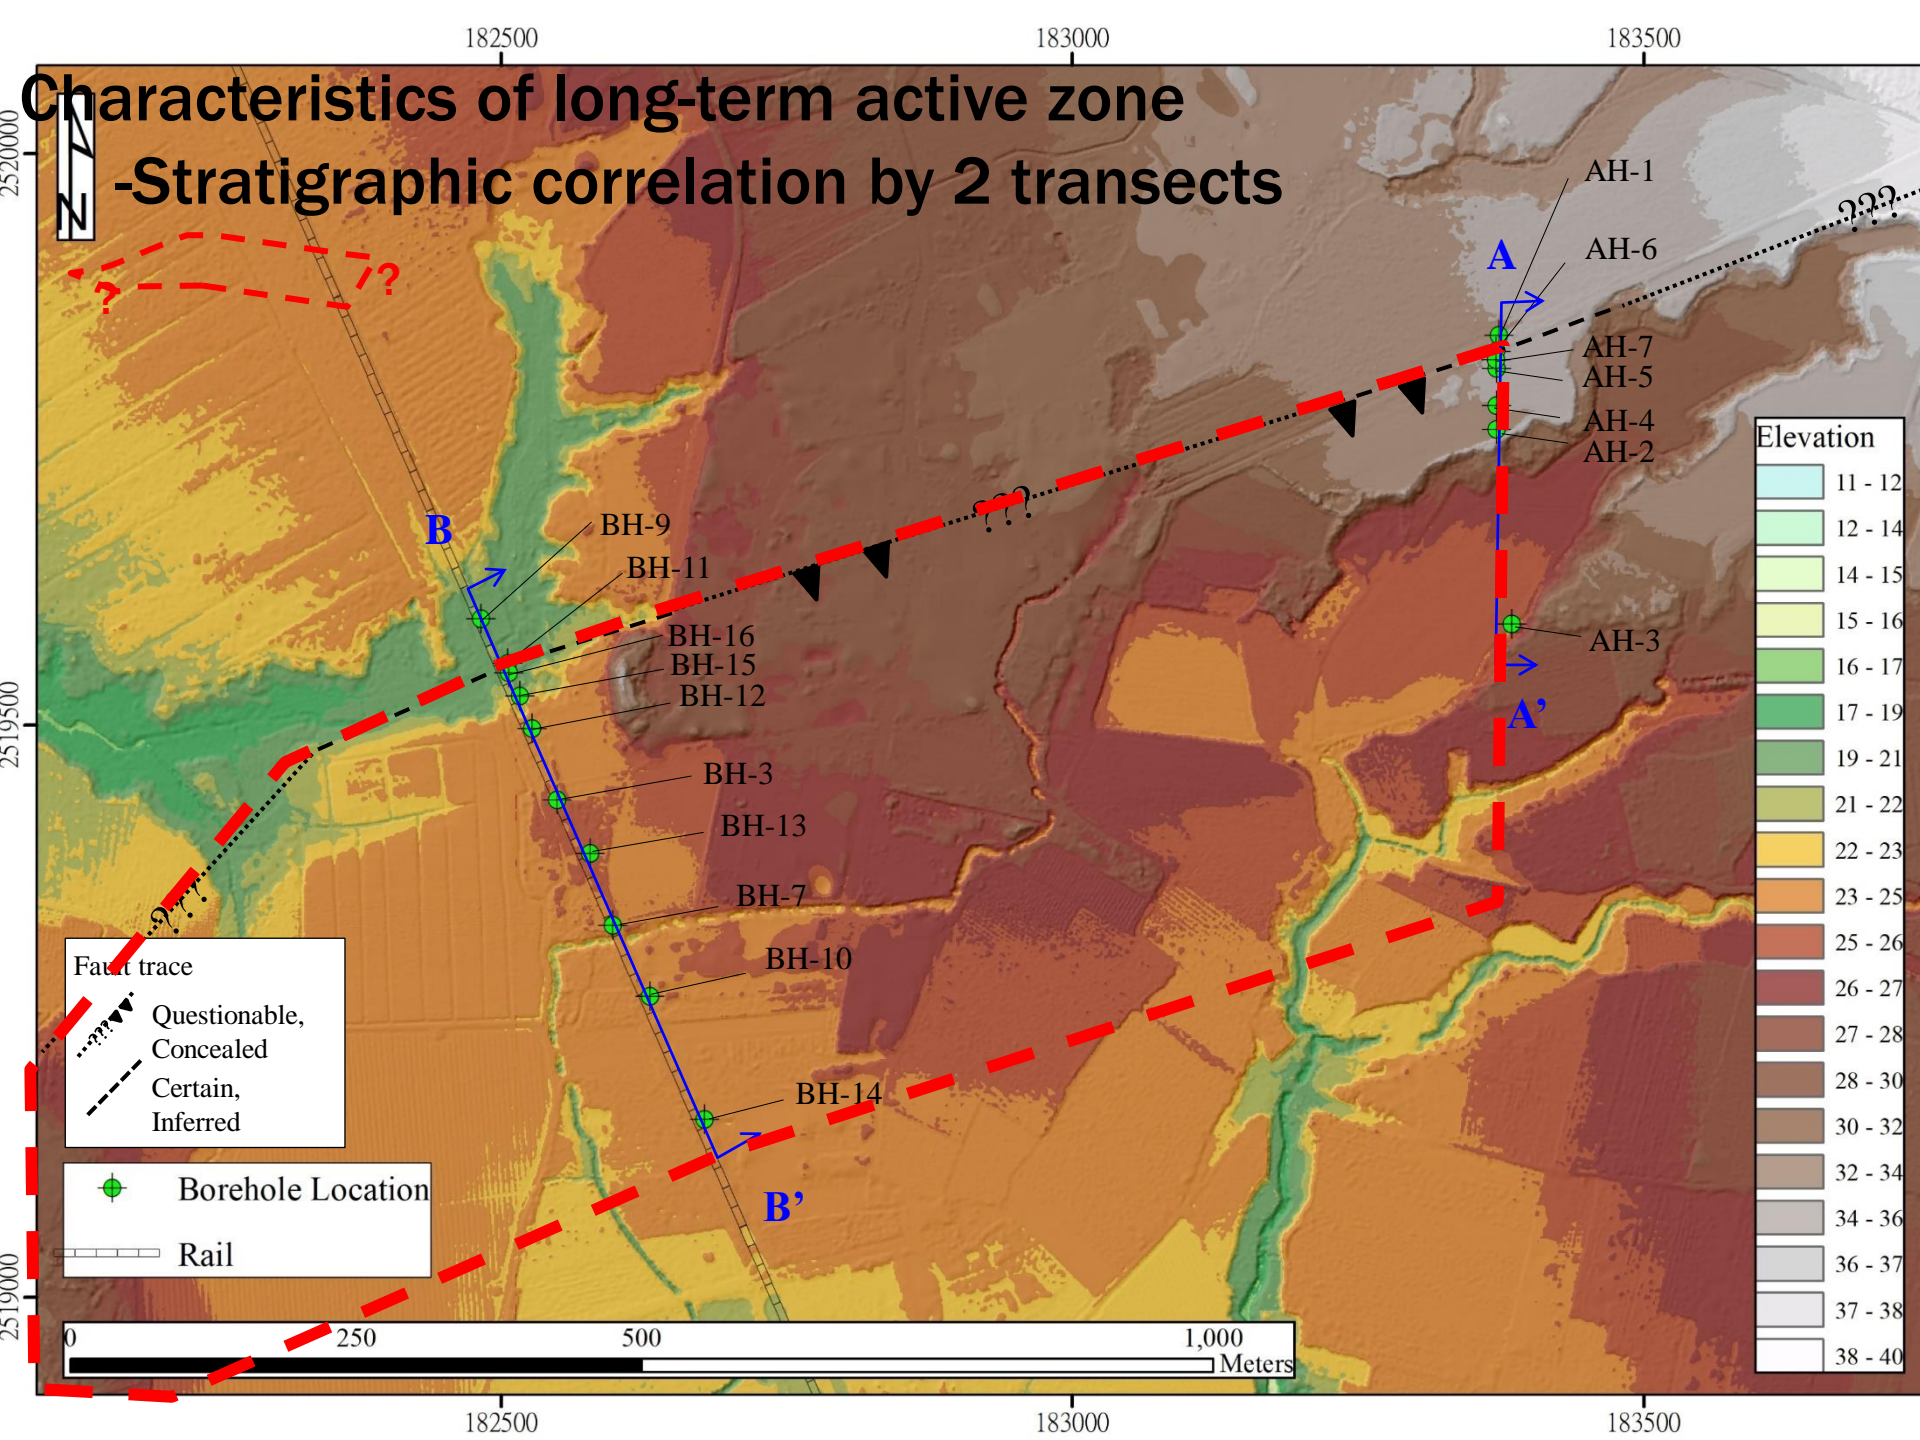 182500
183000
183500
Characteristics of long-term active zone
-Stratigraphic correlation by 2 transects
2520000
N
AH-1
???
A
AH-6
?
?
AH-7
AH-5
AH-4
AH-2
Elevation
11 - 12
12 - 14
14 - 15
15 - 16
16 - 17
17 - 19
19 - 21
21 - 22
22 - 23
23 - 25
25 - 26
26 - 27
27 - 28
28 - 30
30 - 32
32 - 34
34 - 36
36 - 37
37 - 38
38 - 40
???
B
BH-9
BH-11
BH-16
BH-15
BH-12
AH-3
A’
2519500
BH-3
BH-13
BH-7
???
BH-10
Fault trace
???
Questionable,
Concealed
Certain,
Inferred
BH-14
Borehole Location
B’
Rail
2519000
0 250 500 1,000
Meters
182500
183000
183500